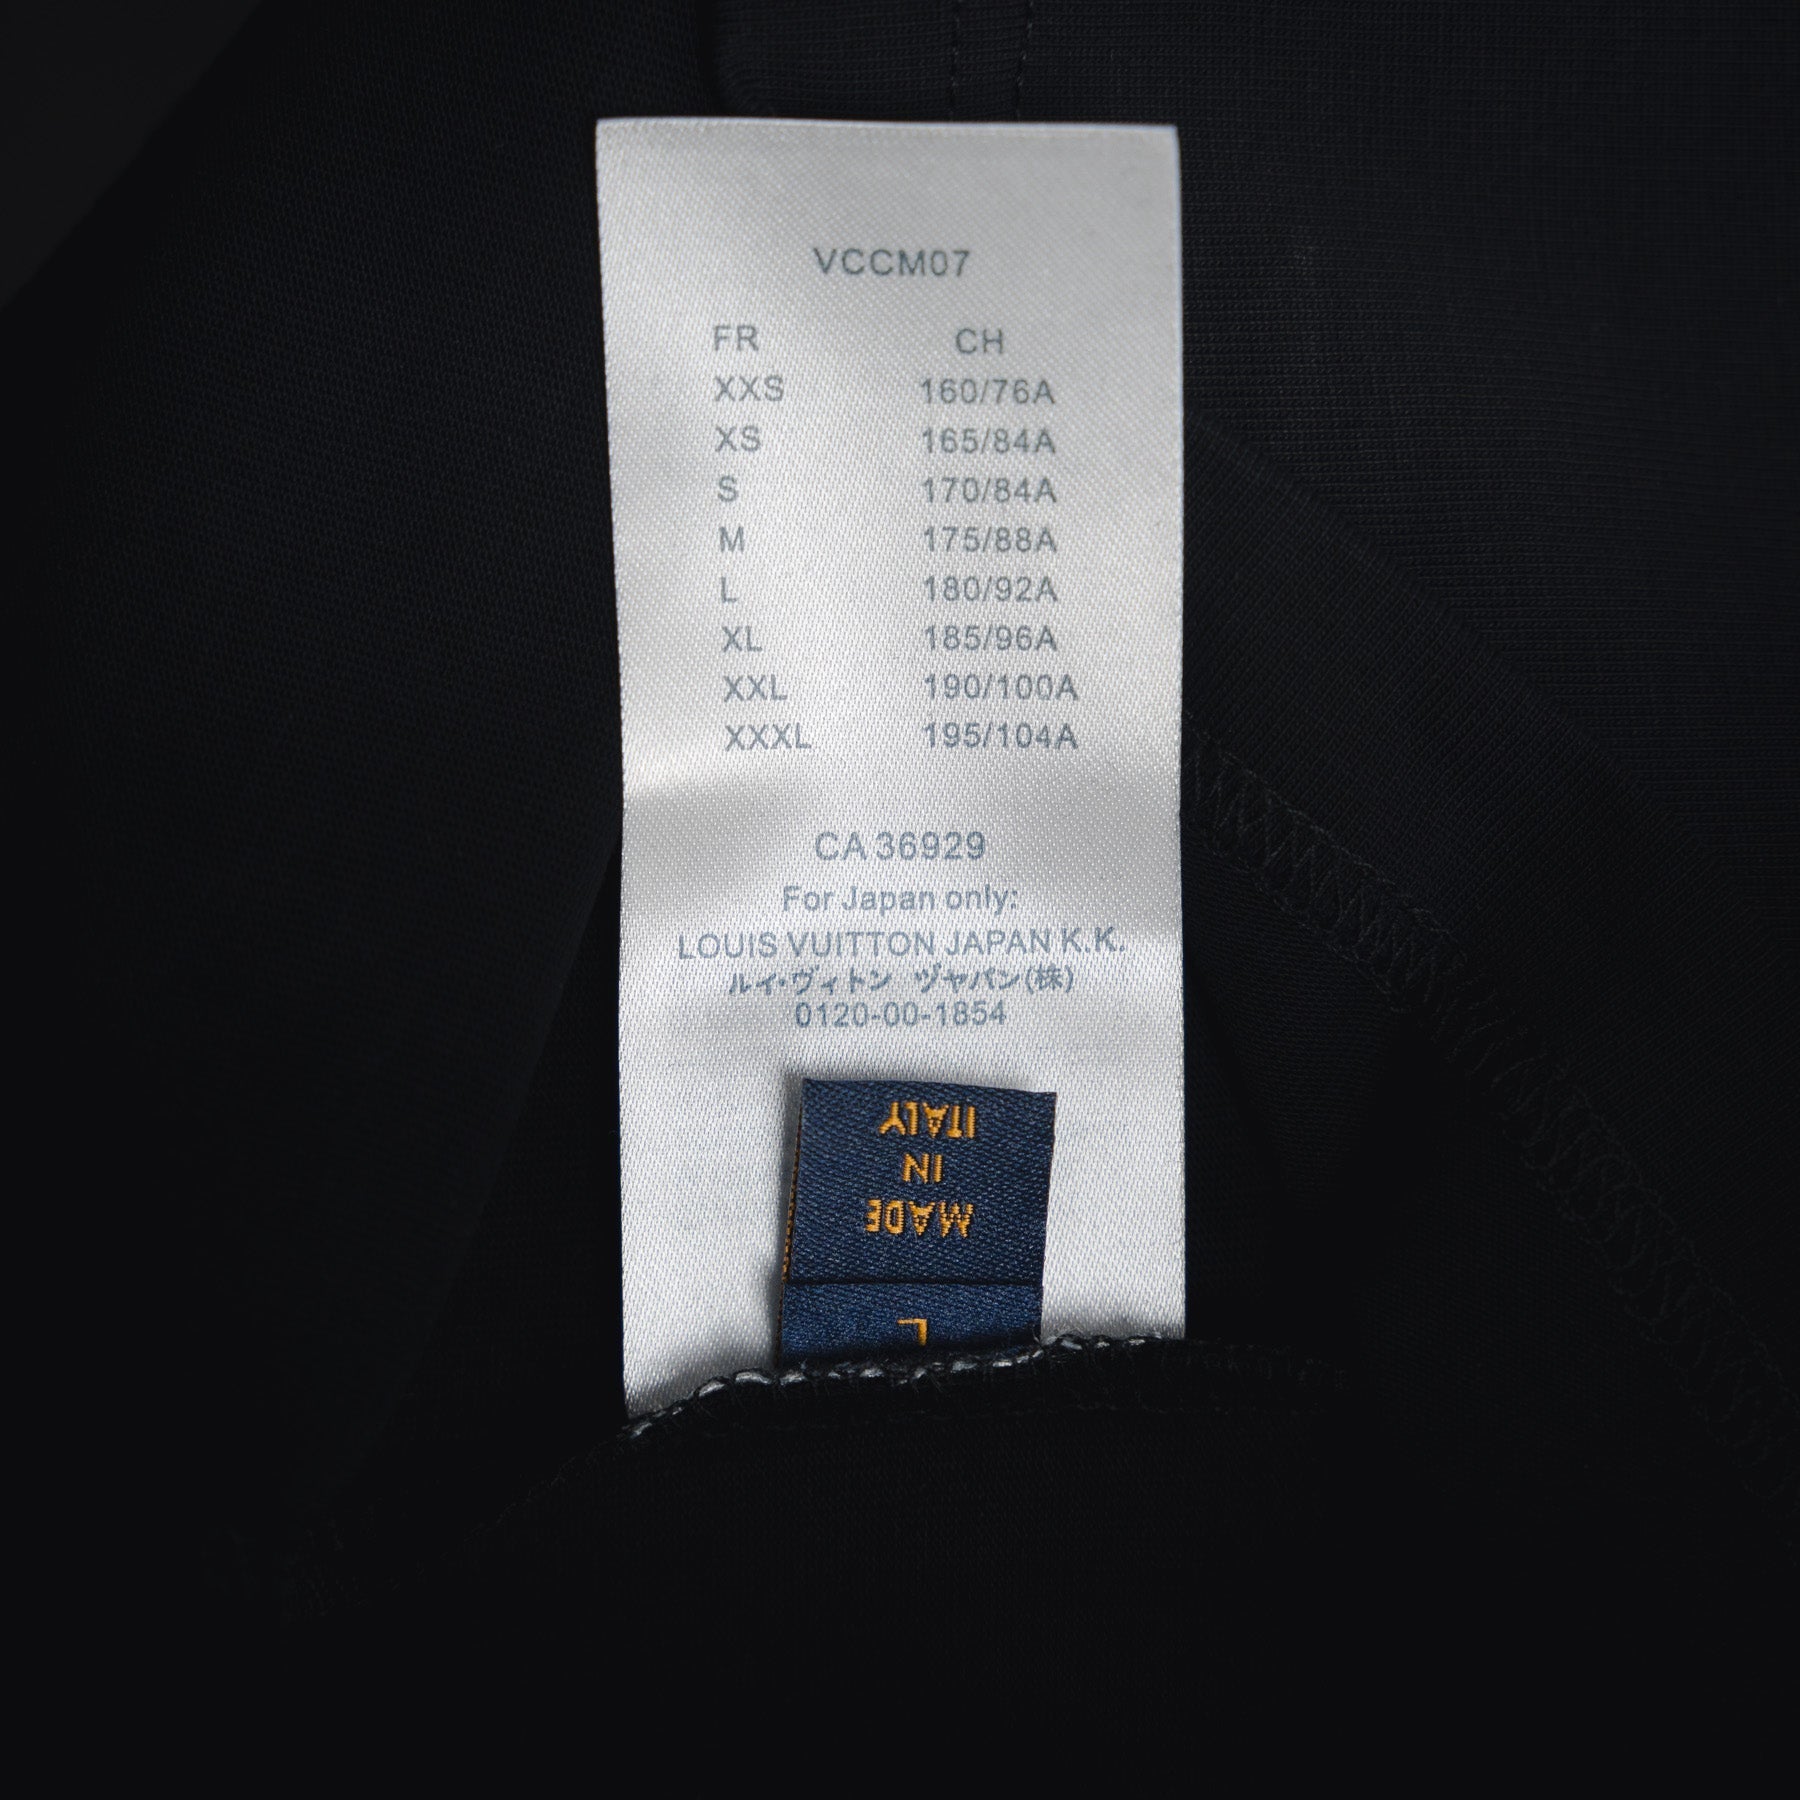 VCCM07
FR CH
XXS 160/76A
XS 165/84A
S 170/84A
M 175/88A
L 180/92A
XL 185/96A
XXL 190/100A
XXXL 195/104A
CA 36929
For Japan only:
LOUIS VUITTON JAPAN K.K.
ルイ・ヴィトン ヅャパン(株)
0120-00-1854
MADE
IN
ITALY
L